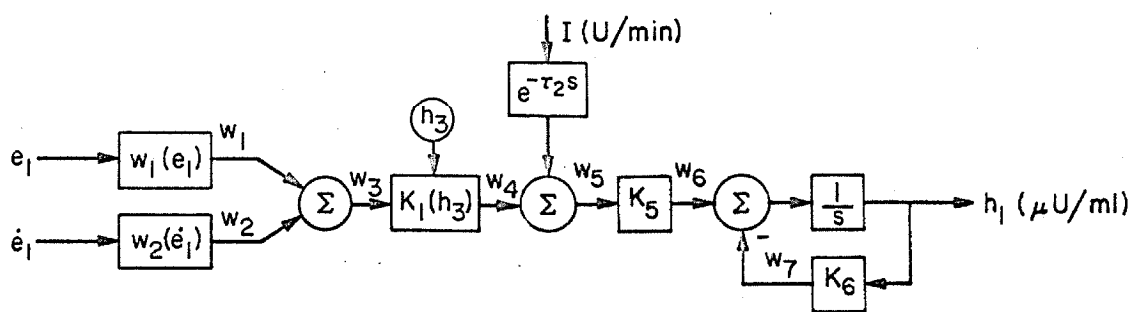 I (U/min)
e^{-τ₂s}
h₃
e₁
w₁(e₁)
w₁
ė₁
w₂(ė₁)
w₂
Σ
w₃
K₁(h₃)
w₄
Σ
w₅
K₅
w₆
Σ
-
1/s
h₁ (μU/ml)
w₇
K₆